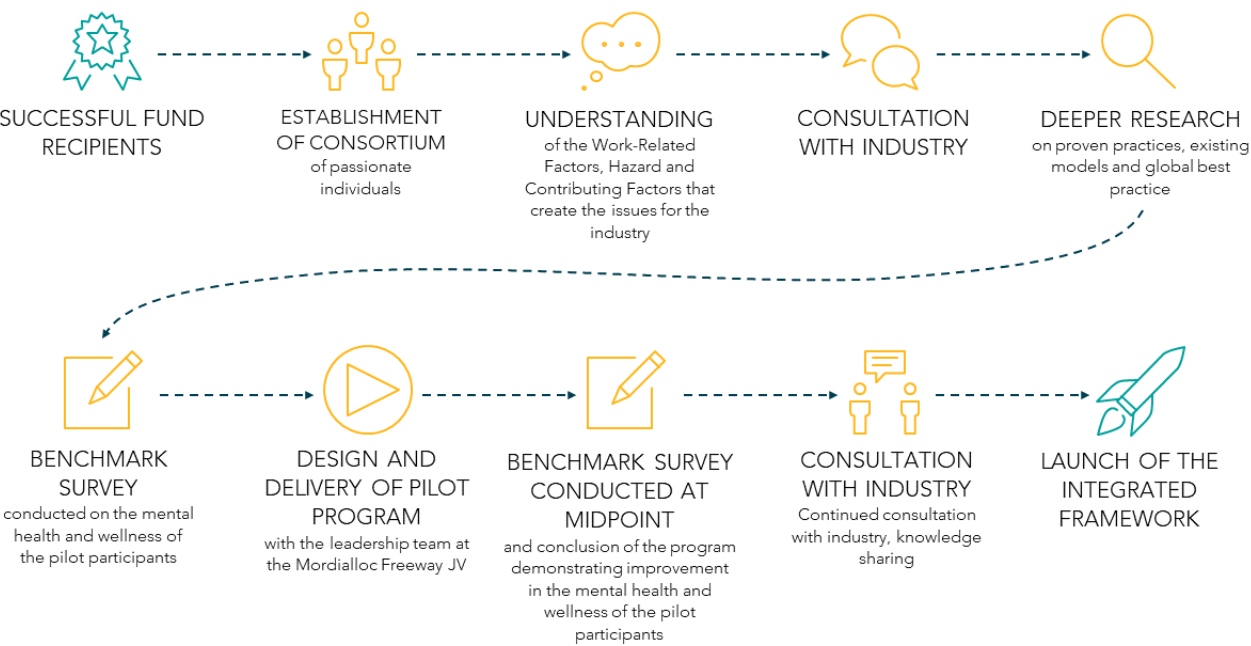 SUCCESSFUL FUND
RECIPIENTS
ESTABLISHMENT
OF CONSORTIUM
of passionate
individuals
UNDERSTANDING
of the Work-Related
Factors, Hazard and
Contributing Factors that
create the issues for the
industry
CONSULTATION
WITH INDUSTRY
DEEPER RESEARCH
on proven practices, existing
models and global best
practice
BENCHMARK
SURVEY
conducted on the mental
health and wellness of
the pilot participants
DESIGN AND
DELIVERY OF PILOT
PROGRAM
with the leadership team at
the Mordialloc Freeway JV
BENCHMARK SURVEY
CONDUCTED AT
MIDPOINT
and conclusion of the program
demonstrating improvement
in the mental health and
wellness of the pilot
participants
CONSULTATION
WITH INDUSTRY
Continued consultation
with industry, knowledge
sharing
LAUNCH OF THE
INTEGRATED
FRAMEWORK